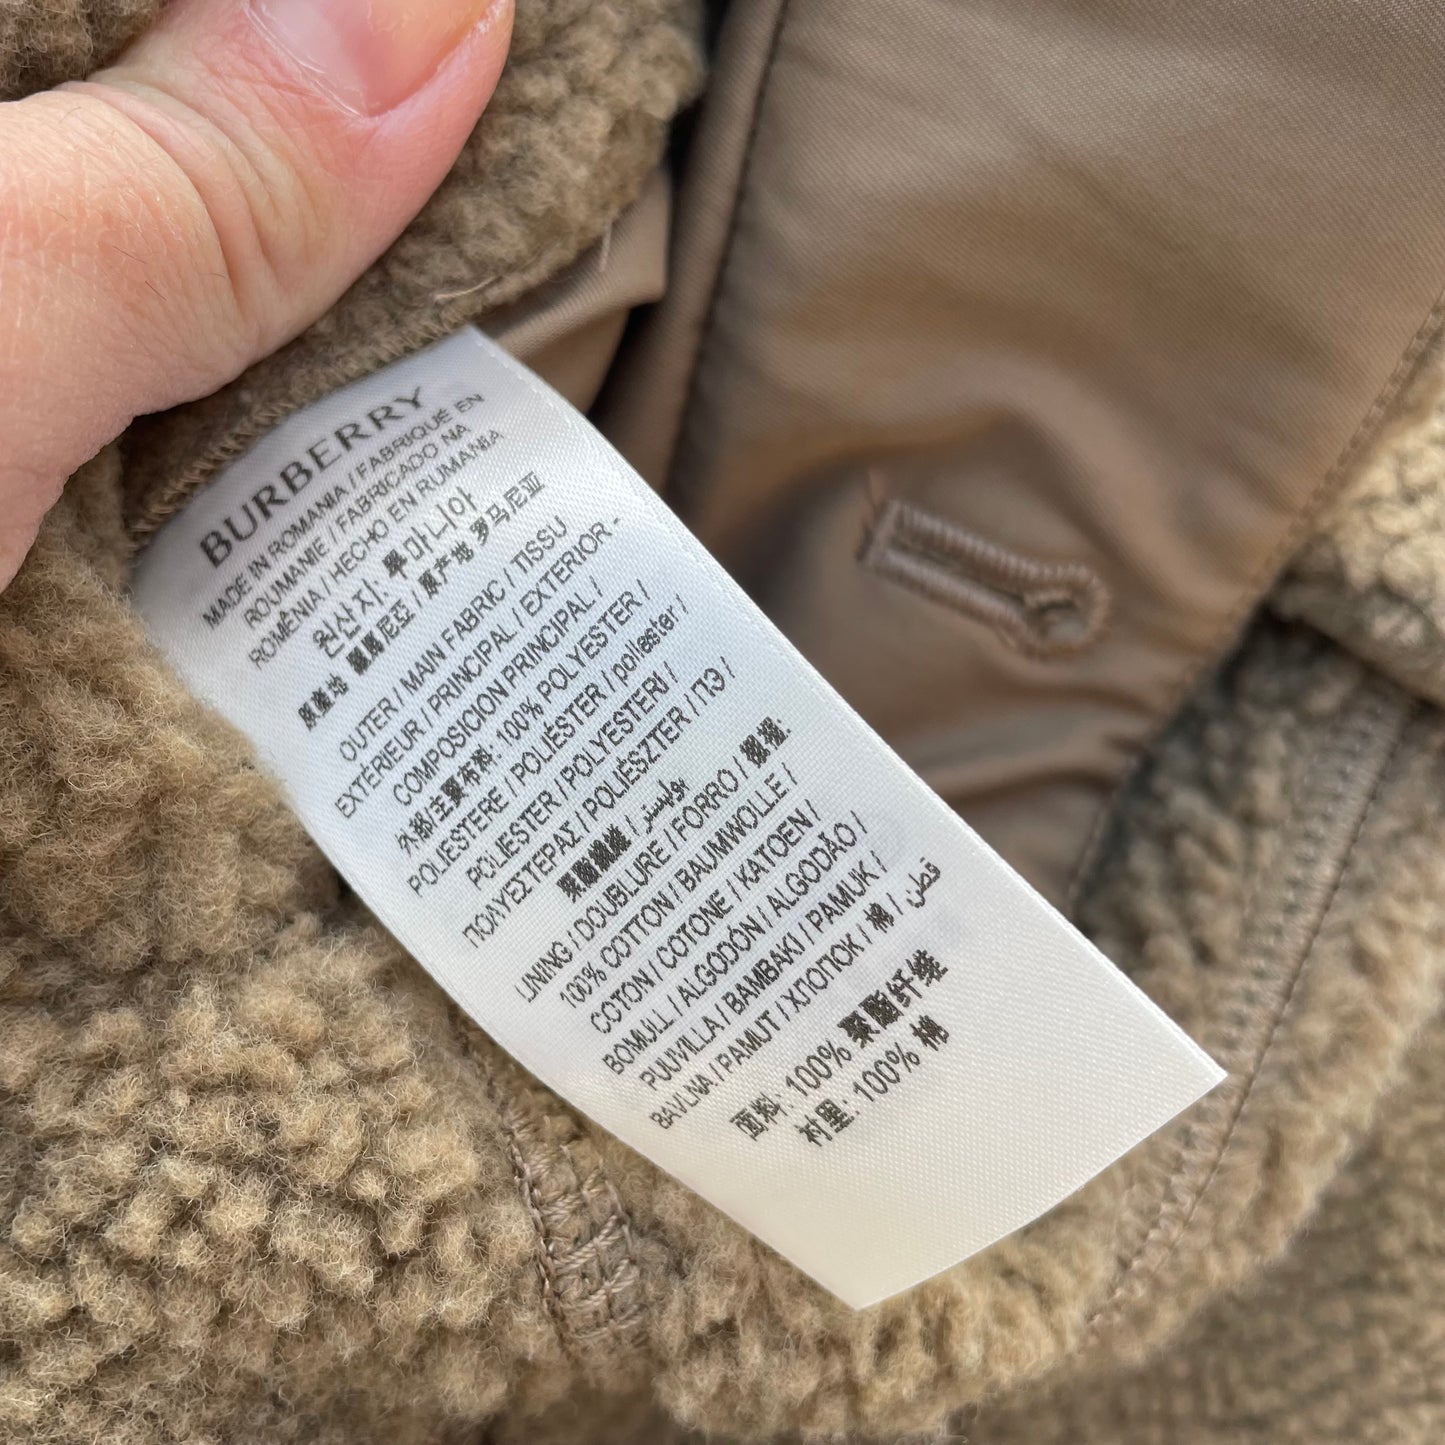 BURBERRY
MADE IN ROMANIA / FABRIQUÉ EN
ROUMANIE / FABRICADO NA
ROMÊNIA / HECHO EN RUMANIA
원산지: 루마니아
原產地 羅馬尼亞 / 原产地 罗马尼亚
OUTER / MAIN FABRIC / TISSU
EXTÉRIEUR / PRINCIPAL / EXTERIOR -
COMPOSICION PRINCIPAL /
外部主要布料: 100% POLYESTER /
POLIESTERE / POLIÉSTER / poliester /
POLIESTER / POLYESTERI /
ΠΟΛΥΕΣΤΕΡΑΣ / POLIÉSZTER / ПЭ /
聚酯纖維 / بوليستر
LINING / DOUBLURE / FORRO / 裏襯:
100% COTTON / BAUMWOLLE /
COTON / COTONE / KATOEN /
BOMULL / ALGODÓN / ALGODÃO /
PUUVILLA / BAMBAKI / PAMUK /
BAVLNA / PAMUT / ХЛОПОК / 棉 / قطن
面料: 100% 聚酯纤维
衬里: 100% 棉